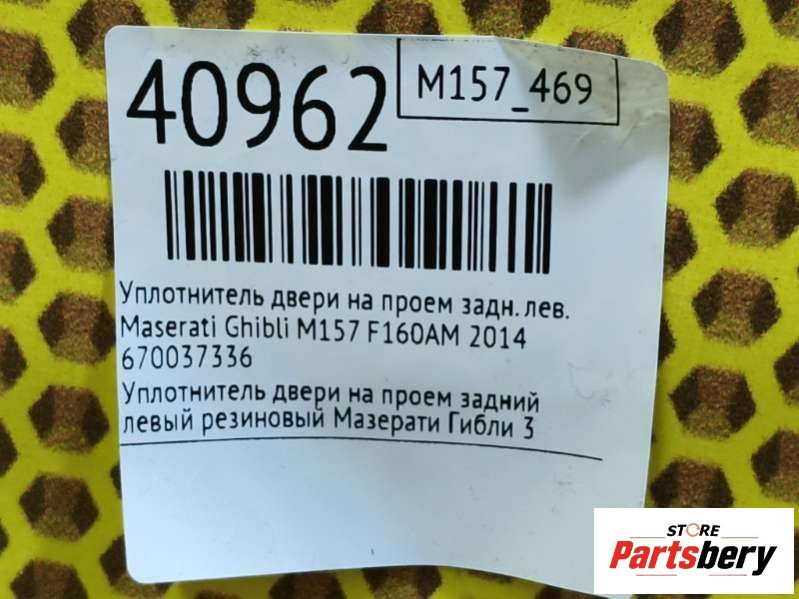 40962
M157_469
Уплотнитель двери на проем задн. лев.
Maserati Ghibli M157 F160AM 2014
670037336
Уплотнитель двери на проем задний
левый резиновый Мазерати Гибли 3
STORE
Partsbery